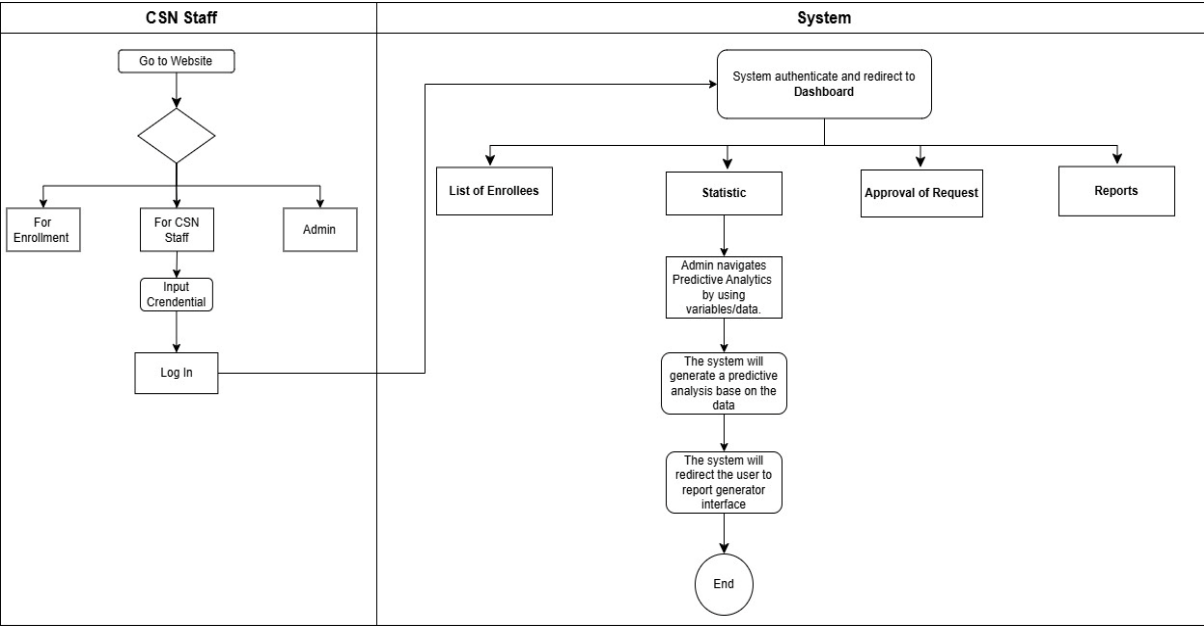 CSN Staff
System
Go to Website
For
Enrollment
For CSN
Staff
Admin
Input
Crendential
Log In
System authenticate and redirect to
Dashboard
List of Enrollees
Statistic
Approval of Request
Reports
Admin navigates
Predictive Analytics
by using
variables/data.
The system will
generate a predictive
analysis base on the
data
The system will
redirect the user to
report generator
interface
End